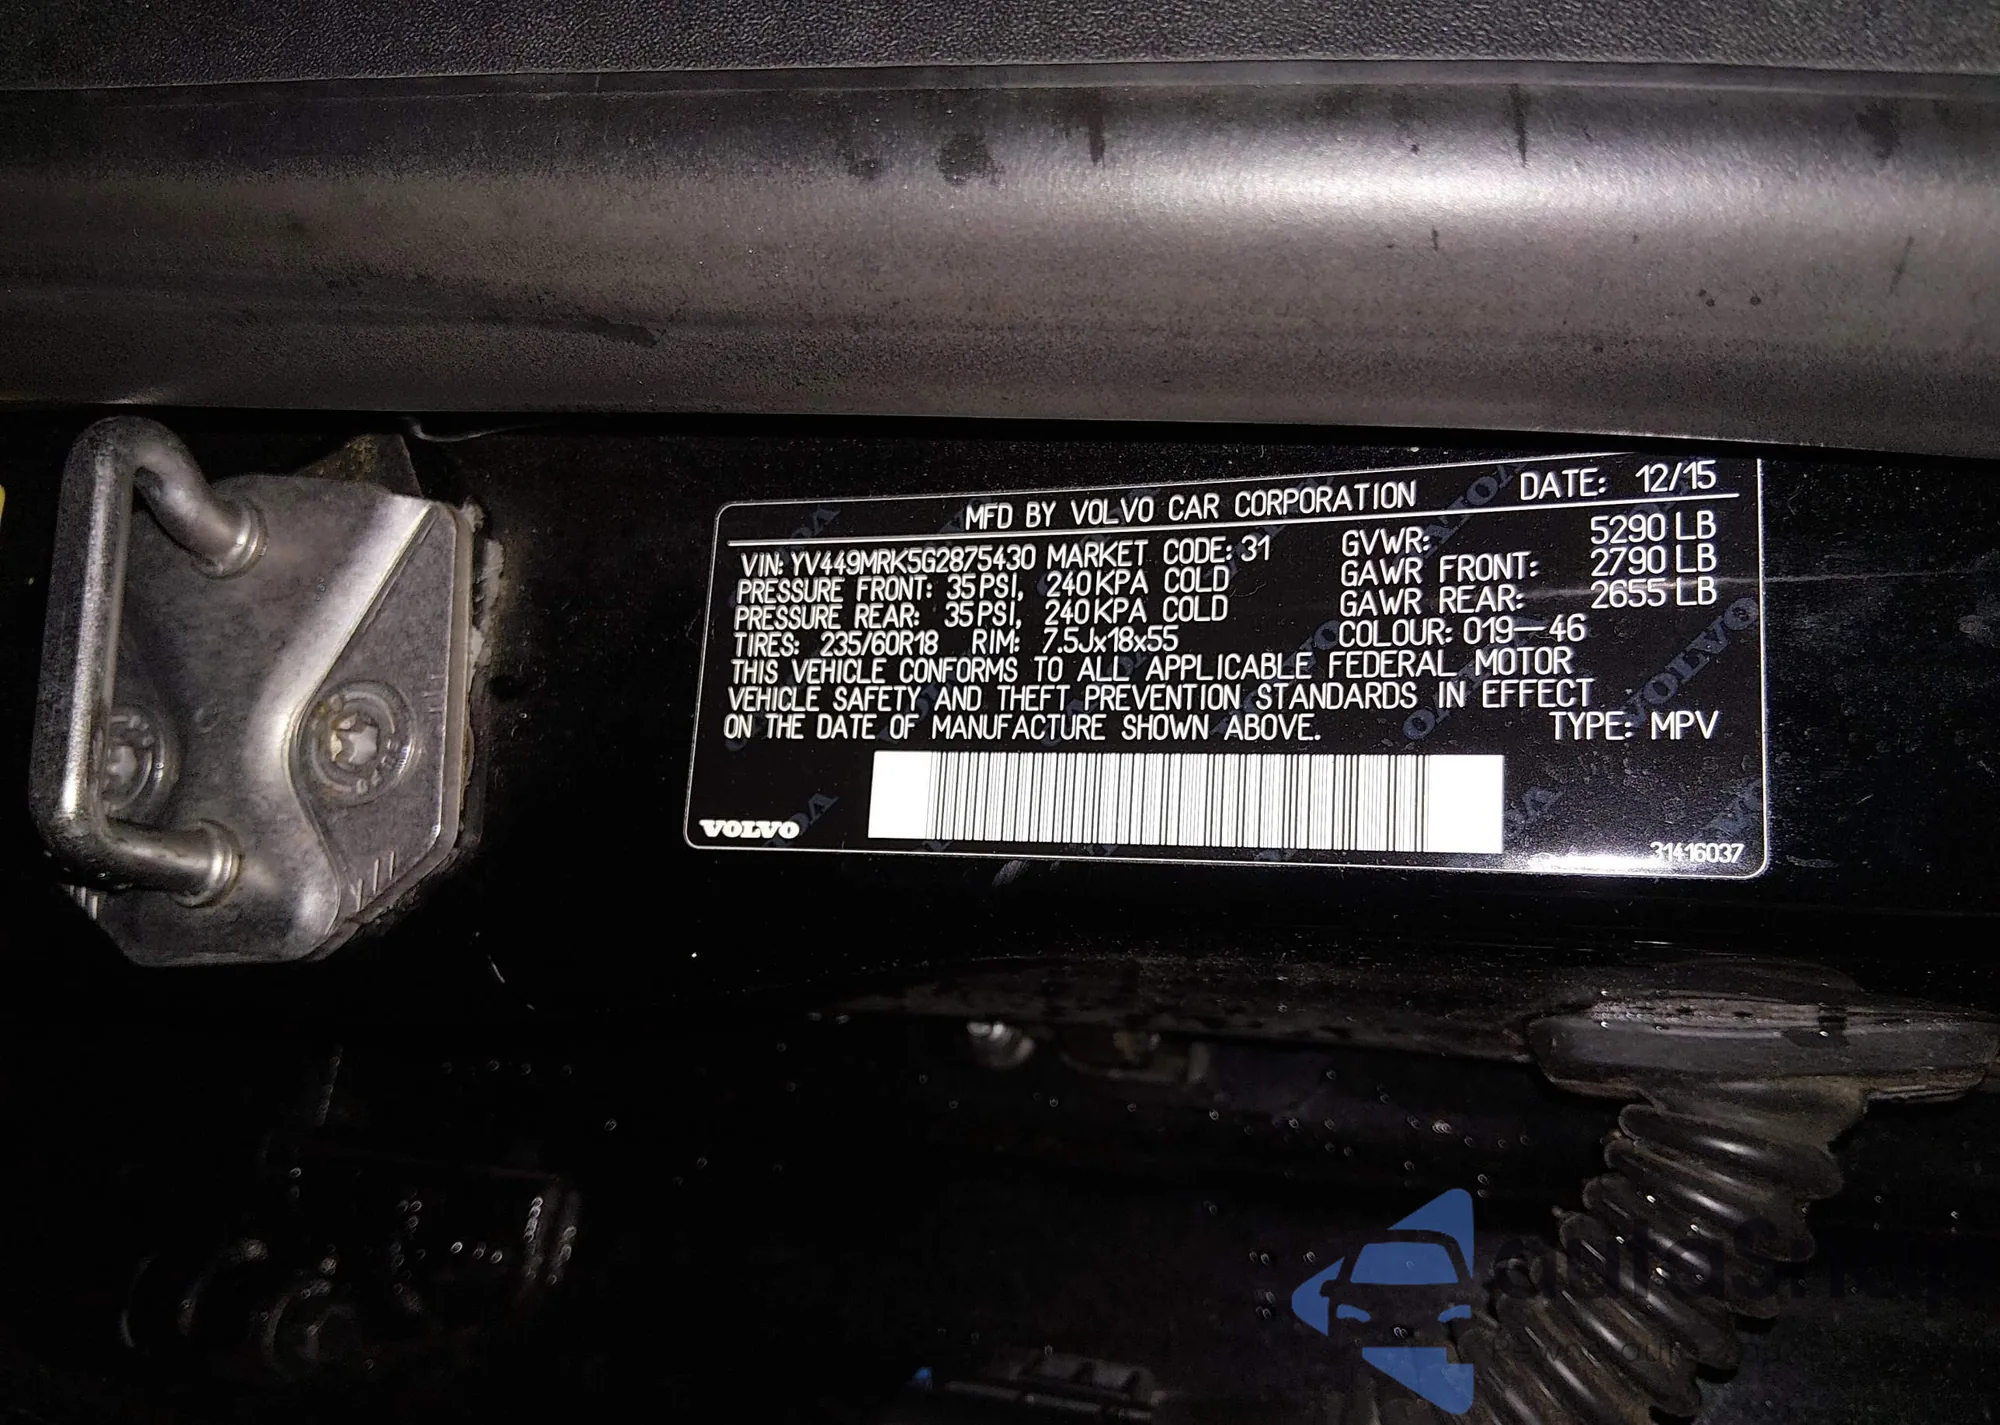 MFD BY VOLVO CAR CORPORATION DATE: 12/15
VIN: YV449MRK5G2875430 MARKET CODE: 31 GVWR: 5290 LB
PRESSURE FRONT: 35 PSI, 240 KPA COLD GAWR FRONT: 2790 LB
PRESSURE REAR: 35 PSI, 240 KPA COLD GAWR REAR: 2655 LB
TIRES: 235/60R18 RIM: 7.5Jx18x55 COLOUR: 019-46
THIS VEHICLE CONFORMS TO ALL APPLICABLE FEDERAL MOTOR
VEHICLE SAFETY AND THEFT PREVENTION STANDARDS IN EFFECT
ON THE DATE OF MANUFACTURE SHOWN ABOVE. TYPE: MPV
VOLVO
31416037